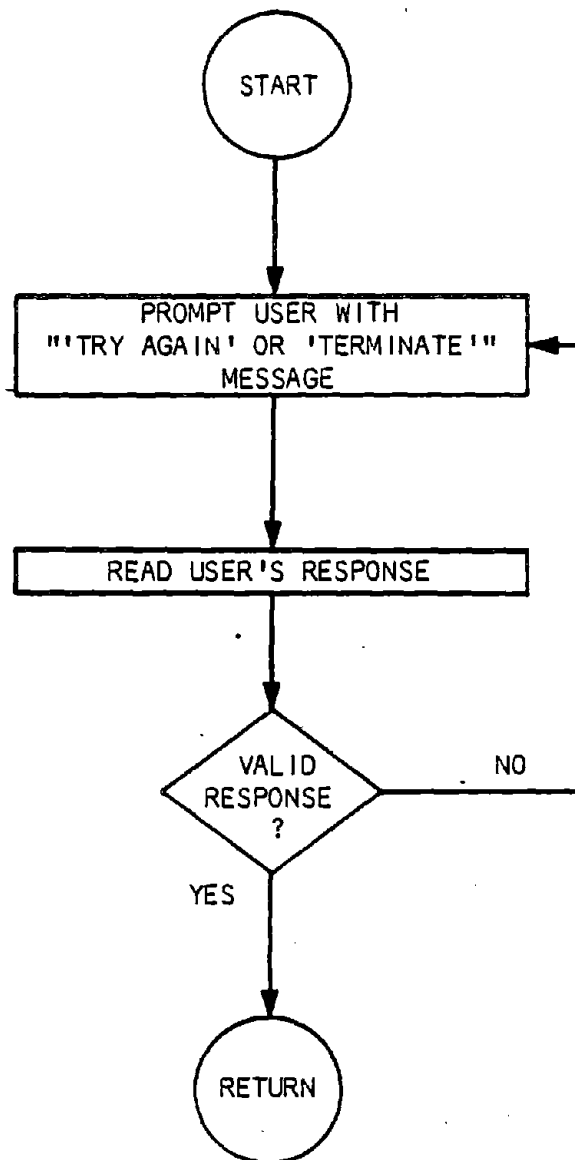 START
PROMPT USER WITH
"'TRY AGAIN' OR 'TERMINATE'"
MESSAGE
READ USER'S RESPONSE
VALID
RESPONSE
?
NO
YES
RETURN